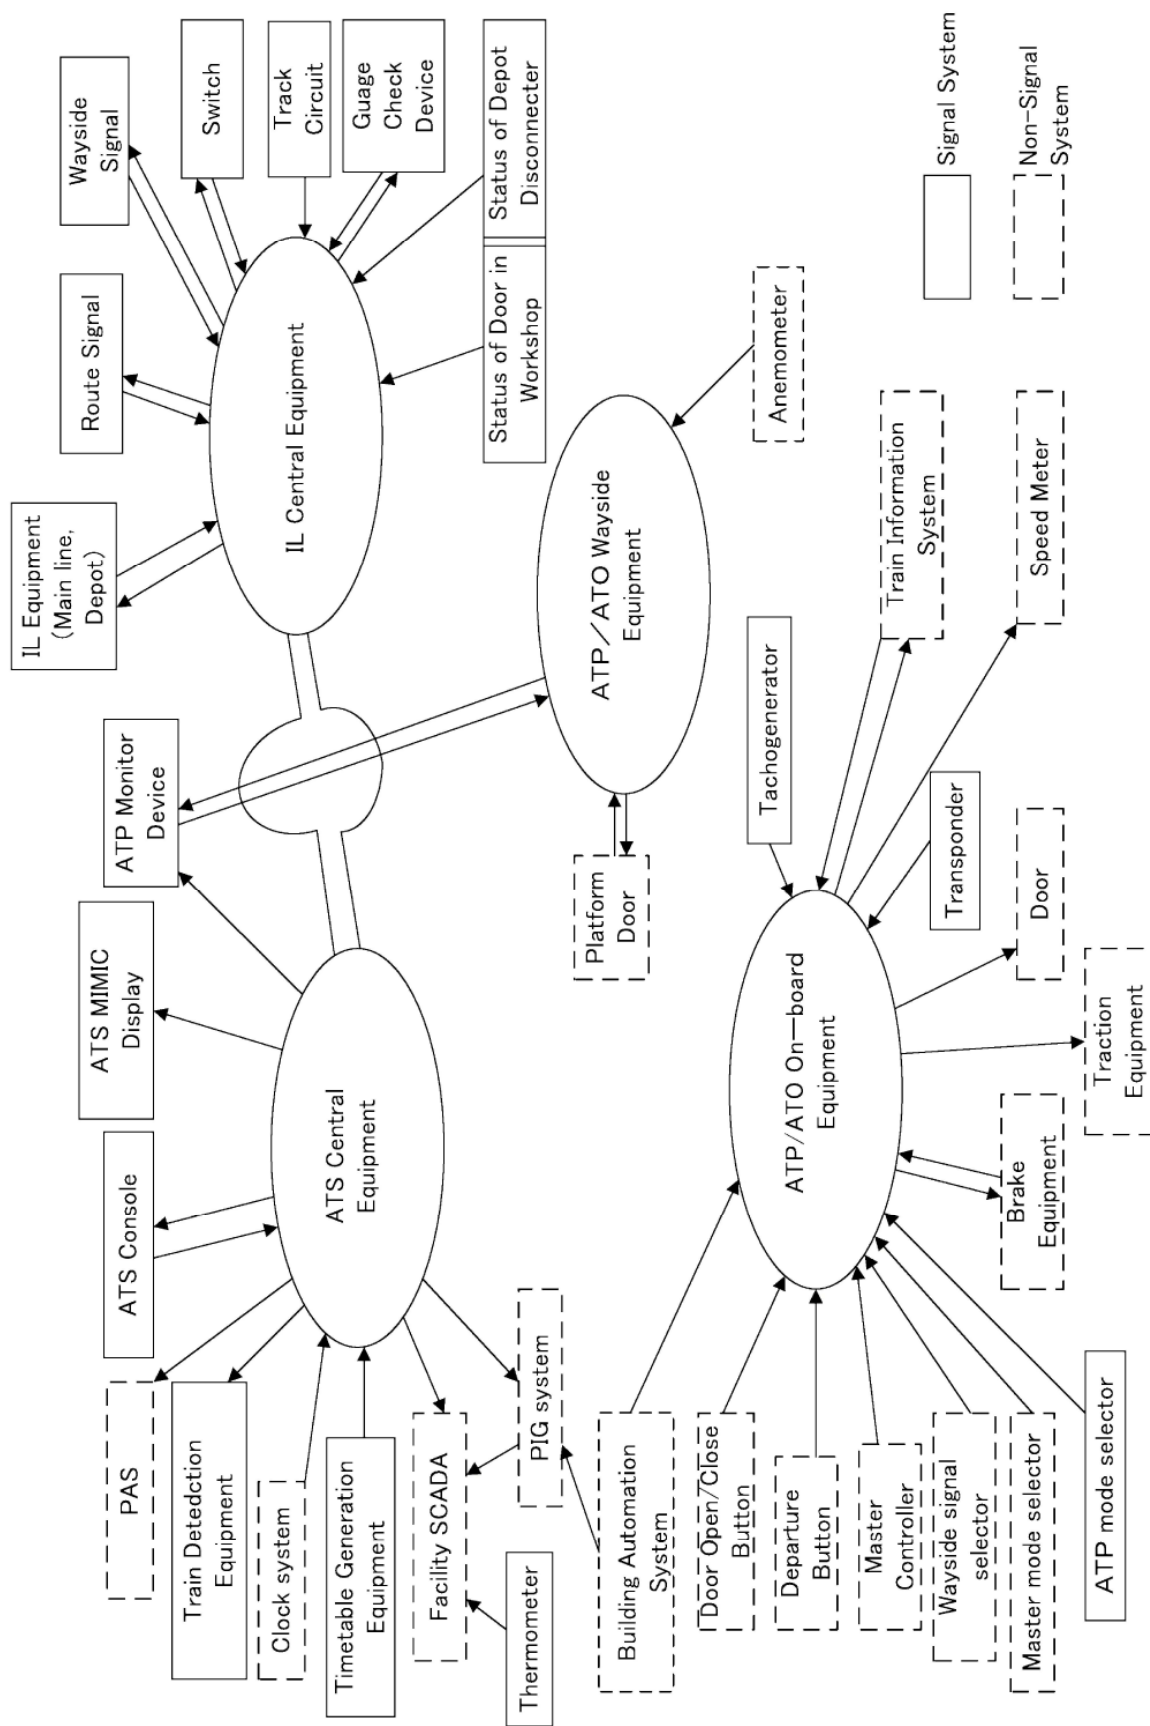 PAS
Train Detedction
Equipment
Clock system
Timetable Generation
Equipment
Facility SCADA
Thermometer
PIG system
ATS Console
ATS MIMIC
Display
ATP Monitor
Device
ATS Central
Equipment
IL Equipment
(Main line,
Depot)
Route Signal
Wayside
Signal
Switch
Track
Circuit
Guage
Check
Device
IL Central Equipment
Status of Door in
Workshop
Status of Depot
Disconnecter
Platform
Door
ATP/ATO Wayside
Equipment
Anemometer
Building Automation
System
Door Open/Close
Button
Departure
Button
Master
Controller
Wayside signal
selector
Master mode selector
ATP mode selector
ATP/ATO On-board
Equipment
Tachogenerator
Train Information
System
Speed Meter
Transponder
Door
Traction
Equipment
Brake
Equipment
Signal System
Non-Signal
System